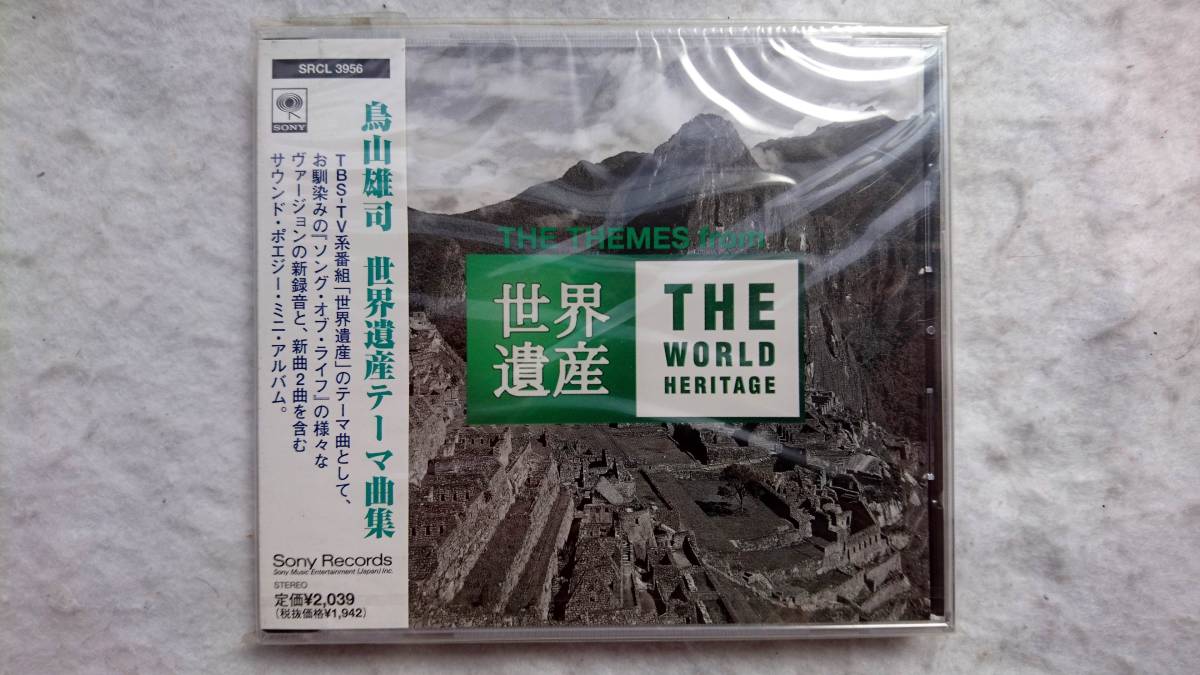 SRCL 3956
SONY
鳥山雄司 世界遺産テーマ曲集
TBS-TV系番組「世界遺産」のテーマ曲として、
お馴染みの『ソング・オブ・ライフ』の様々な
ヴァージョンの新録音と、新曲2曲を含む
サウンド・ポエジー・ミニ・アルバム。
Sony Records
Sony Music Entertainment (Japan) Inc.
STEREO
定価¥2,039
(税抜価格¥1,942)
THE THEMES from
世界
遺産
THE
WORLD
HERITAGE